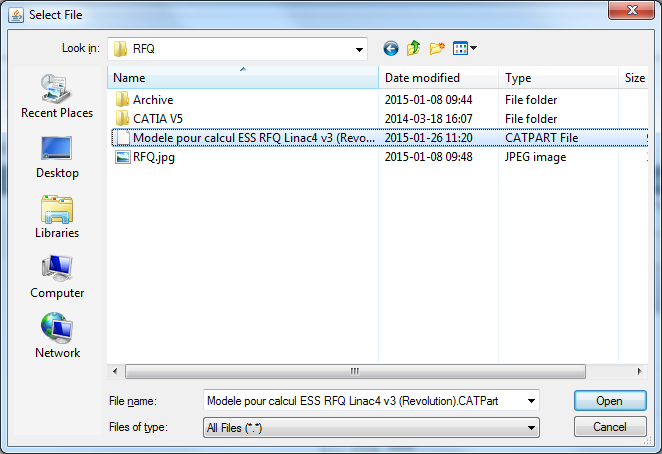 Select File
Look in: RFQ
Name Date modified Type Size
Archive 2015-01-08 09:44 File folder
CATIA V5 2014-03-18 16:07 File folder
Modele pour calcul ESS RFQ Linac4 v3 (Revo... 2015-01-26 11:20 CATPART File
RFQ.jpg 2015-01-08 09:48 JPEG image
Recent Places
Desktop
Libraries
Computer
Network
File name: Modele pour calcul ESS RFQ Linac4 v3 (Revolution).CATPart Open
Files of type: All Files (*.*) Cancel